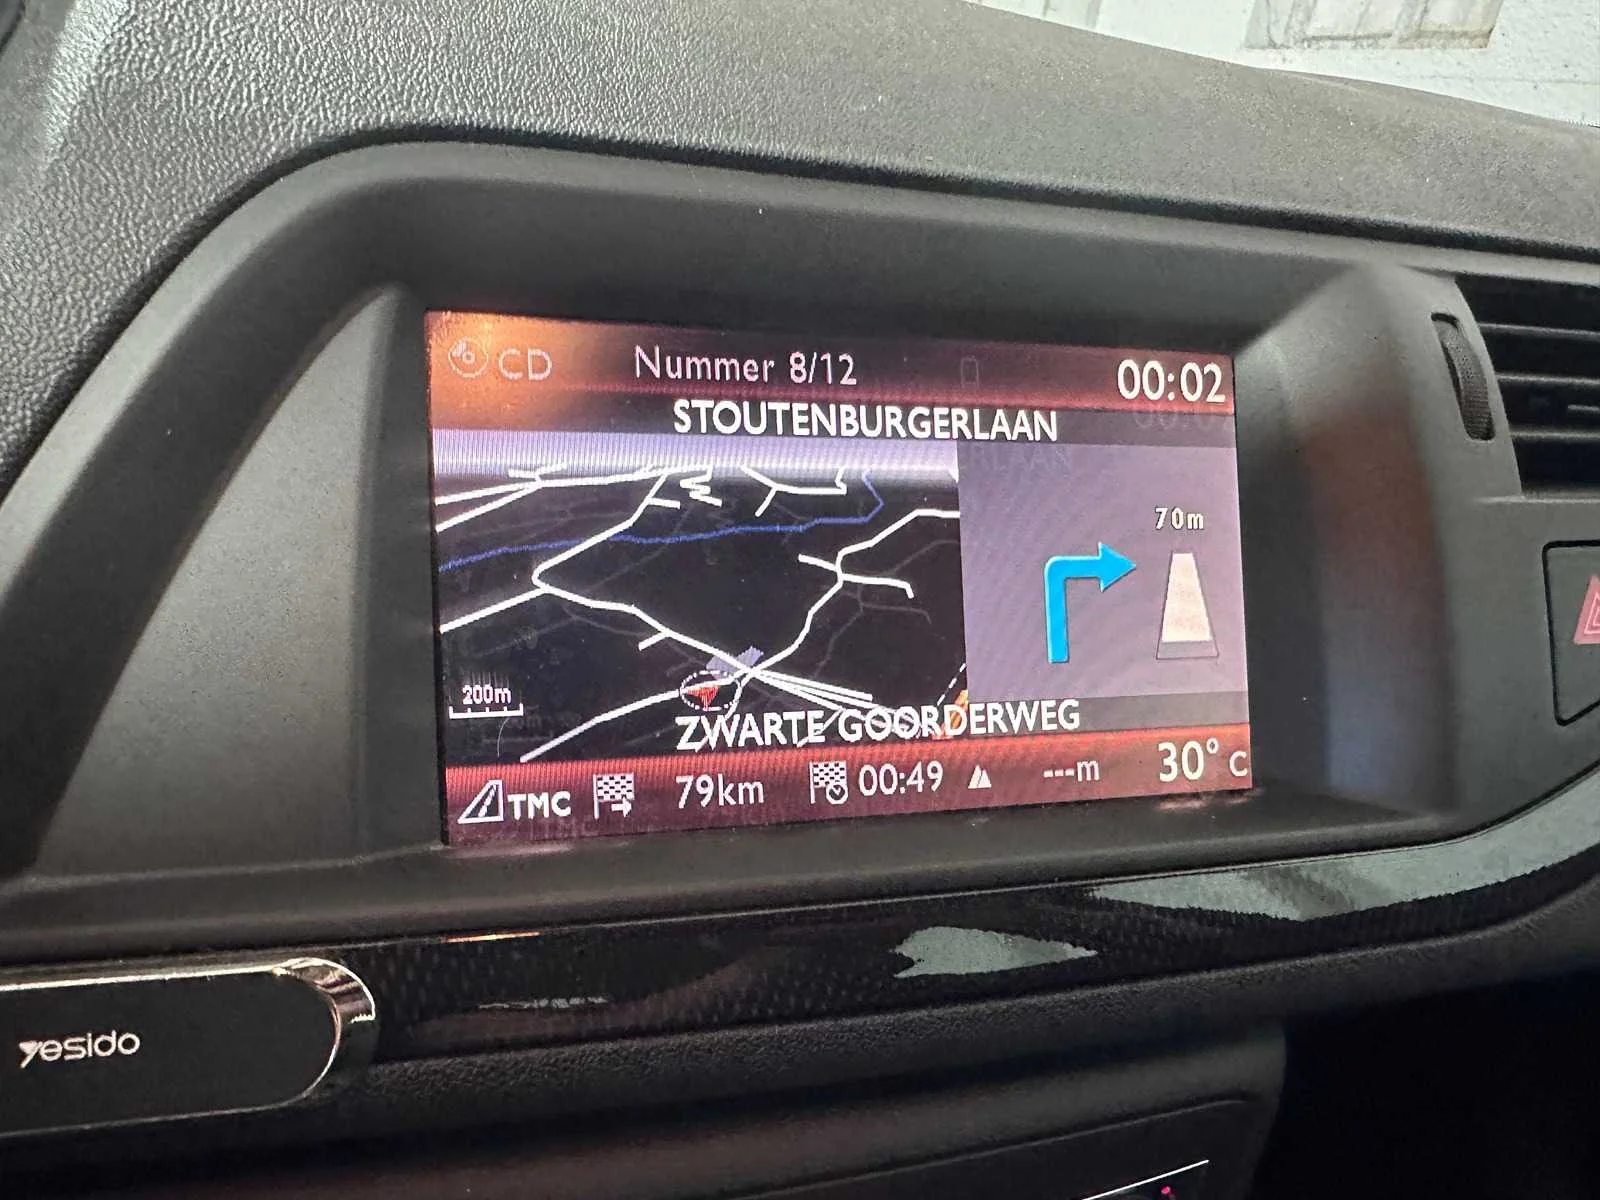 CD Nummer 8/12 00:02
STOUTENBURGERLAAN
70m
200m
ZWARTE GOORDERWEG
TMC 79km 00:49 ---m 30° C
yesido